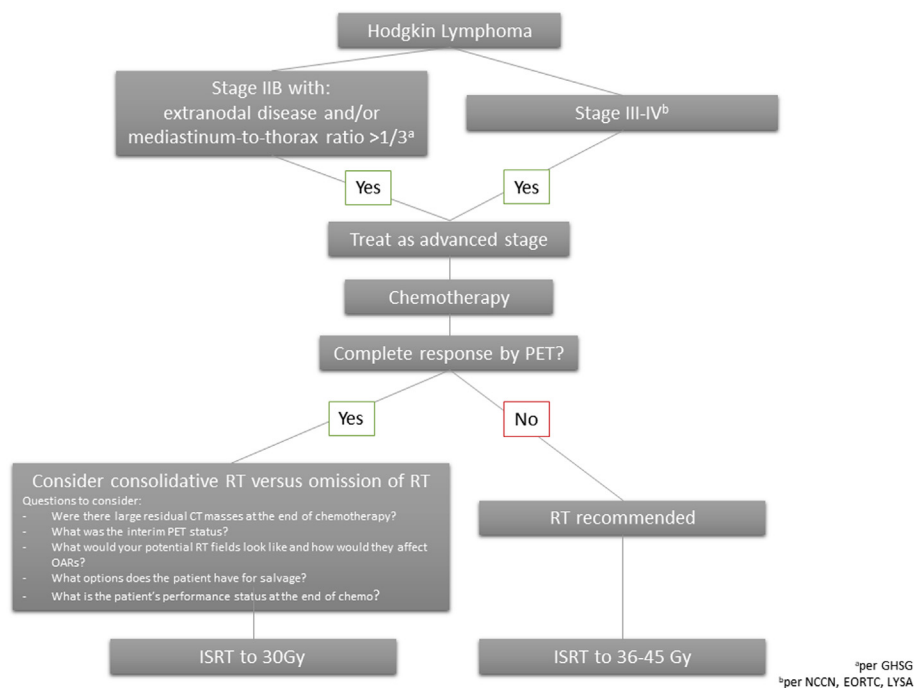 Hodgkin Lymphoma
Stage IIB with:
extranodal disease and/or
mediastinum-to-thorax ratio >1/3ᵃ
Stage III-IVᵇ
Yes
Yes
Treat as advanced stage
Chemotherapy
Complete response by PET?
Yes
No
Consider consolidative RT versus omission of RT
Questions to consider:
- Were there large residual CT masses at the end of chemotherapy?
- What was the interim PET status?
- What would your potential RT fields look like and how would they affect
OARs?
- What options does the patient have for salvage?
- What is the patient's performance status at the end of chemo?
RT recommended
ISRT to 30Gy
ISRT to 36-45 Gy
ᵃper GHSG
ᵇper NCCN, EORTC, LYSA